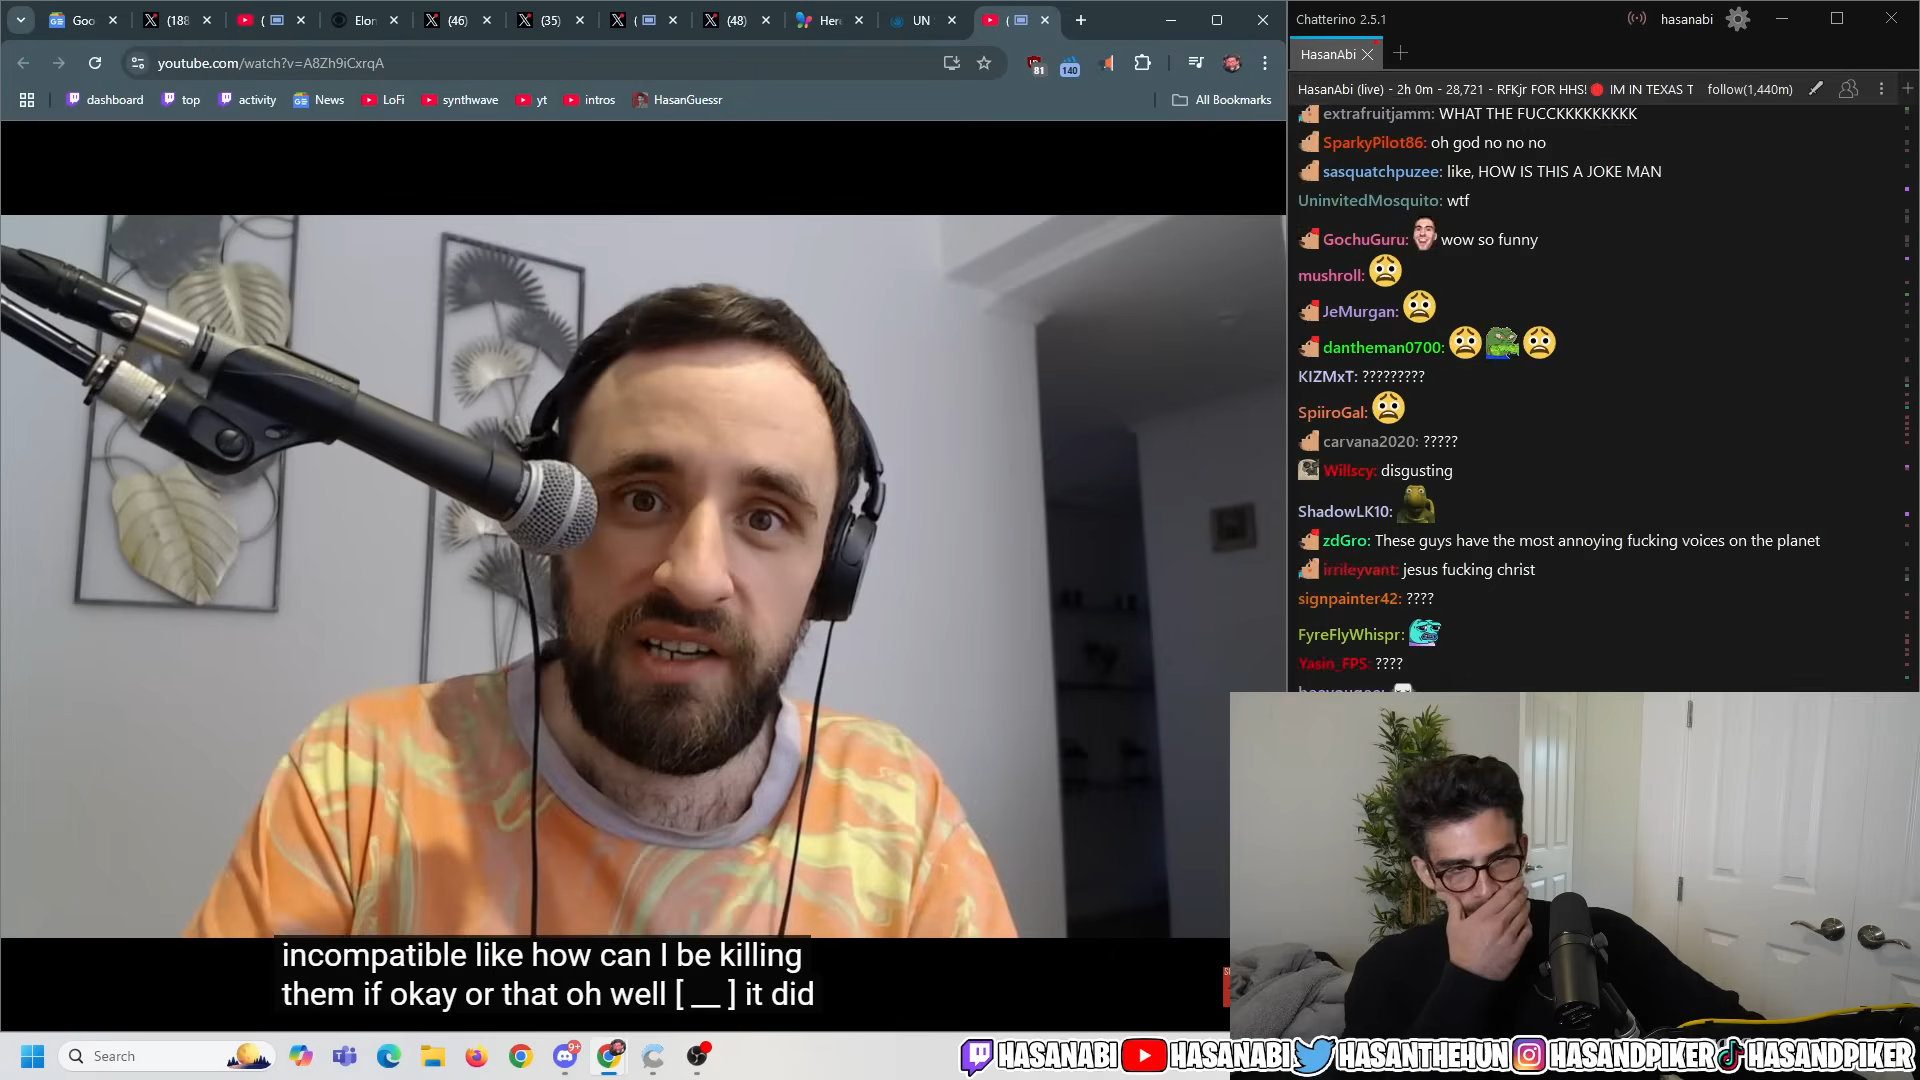 Goo
(188
(
Elon
(46)
(35)
(
(48)
Her
UN
(
youtube.com/watch?v=A8Zh9iCxrqA
81
140
dashboard
top
activity
News
LoFi
synthwave
yt
intros
HasanGuessr
All Bookmarks
incompatible like how can I be killing
them if okay or that oh well [ __ ] it did
Chatterino 2.5.1
hasanabi
HasanAbi
HasanAbi (live) - 2h 0m - 28,721 - RFKjr FOR HHS! IM IN TEXAS T
follow(1,440m)
extrafruitjamm: WHAT THE FUCCKKKKKKKKK
SparkyPilot86: oh god no no no
sasquatchpuzee: like, HOW IS THIS A JOKE MAN
UninvitedMosquito: wtf
GochuGuru: wow so funny
mushroll:
JeMurgan:
dantheman0700:
KIZMxT: ?????????
SpiiroGal:
carvana2020: ?????
Willscy: disgusting
ShadowLK10:
zdGro: These guys have the most annoying fucking voices on the planet
irrileyvant: jesus fucking christ
signpainter42: ????
FyreFlyWhispr:
Yasin_FPS: ????
Search
9+
HASANABI
HASANABI
HASANTHEHUN
HASANDPIKER
HASANDPIKER